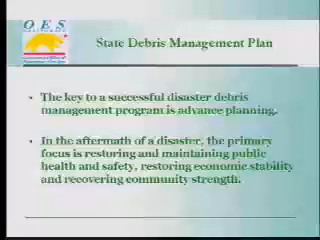 OES
State Debris Management Plan
• The key to a successful disaster debris
management program is advance planning.
• In the aftermath of a disaster, the primary
focus is restoring and maintaining public
health and safety, restoring economic stability
and recovering community strength.